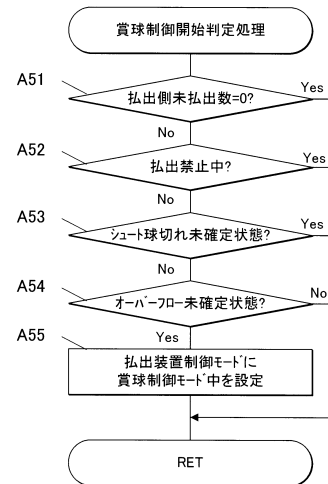 賞球制御開始判定処理
A51
払出側未払出数=0?
Yes
No
A52
払出禁止中?
Yes
No
A53
シュート球切れ未確定状態?
Yes
No
A54
オーバーフロー未確定状態?
No
Yes
A55
払出装置制御モードに
賞球制御モード中を設定
RET